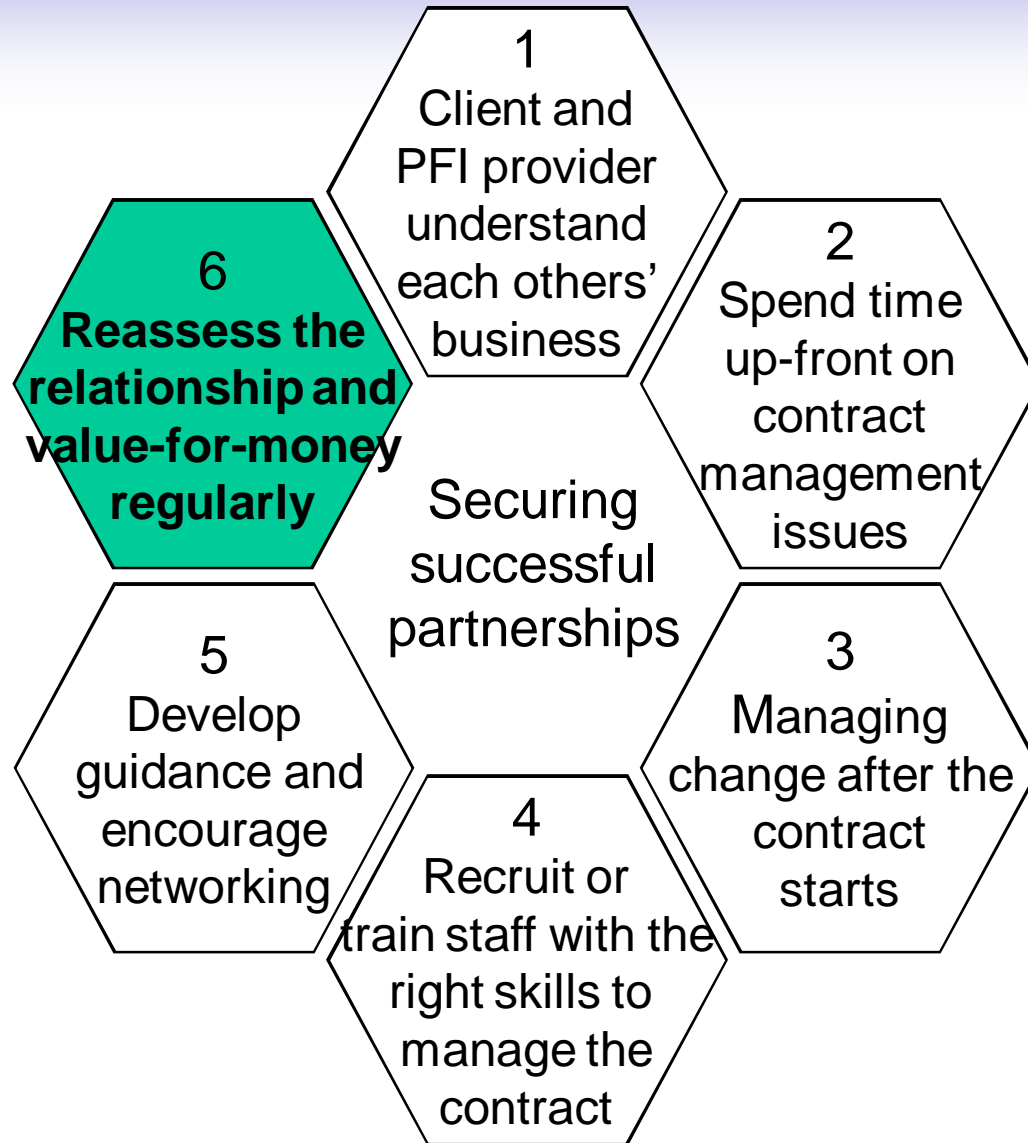 1
Client and
PFI provider
understand
each others’
business
2
Spend time
up-front on
contract
management
issues
3
Managing
change after the
contract
starts
4
Recruit or
train staff with the
right skills to
manage the
contract
5
Develop
guidance and
encourage
networking
6
Reassess the
relationship and
value-for-money
regularly
Securing
successful
partnerships